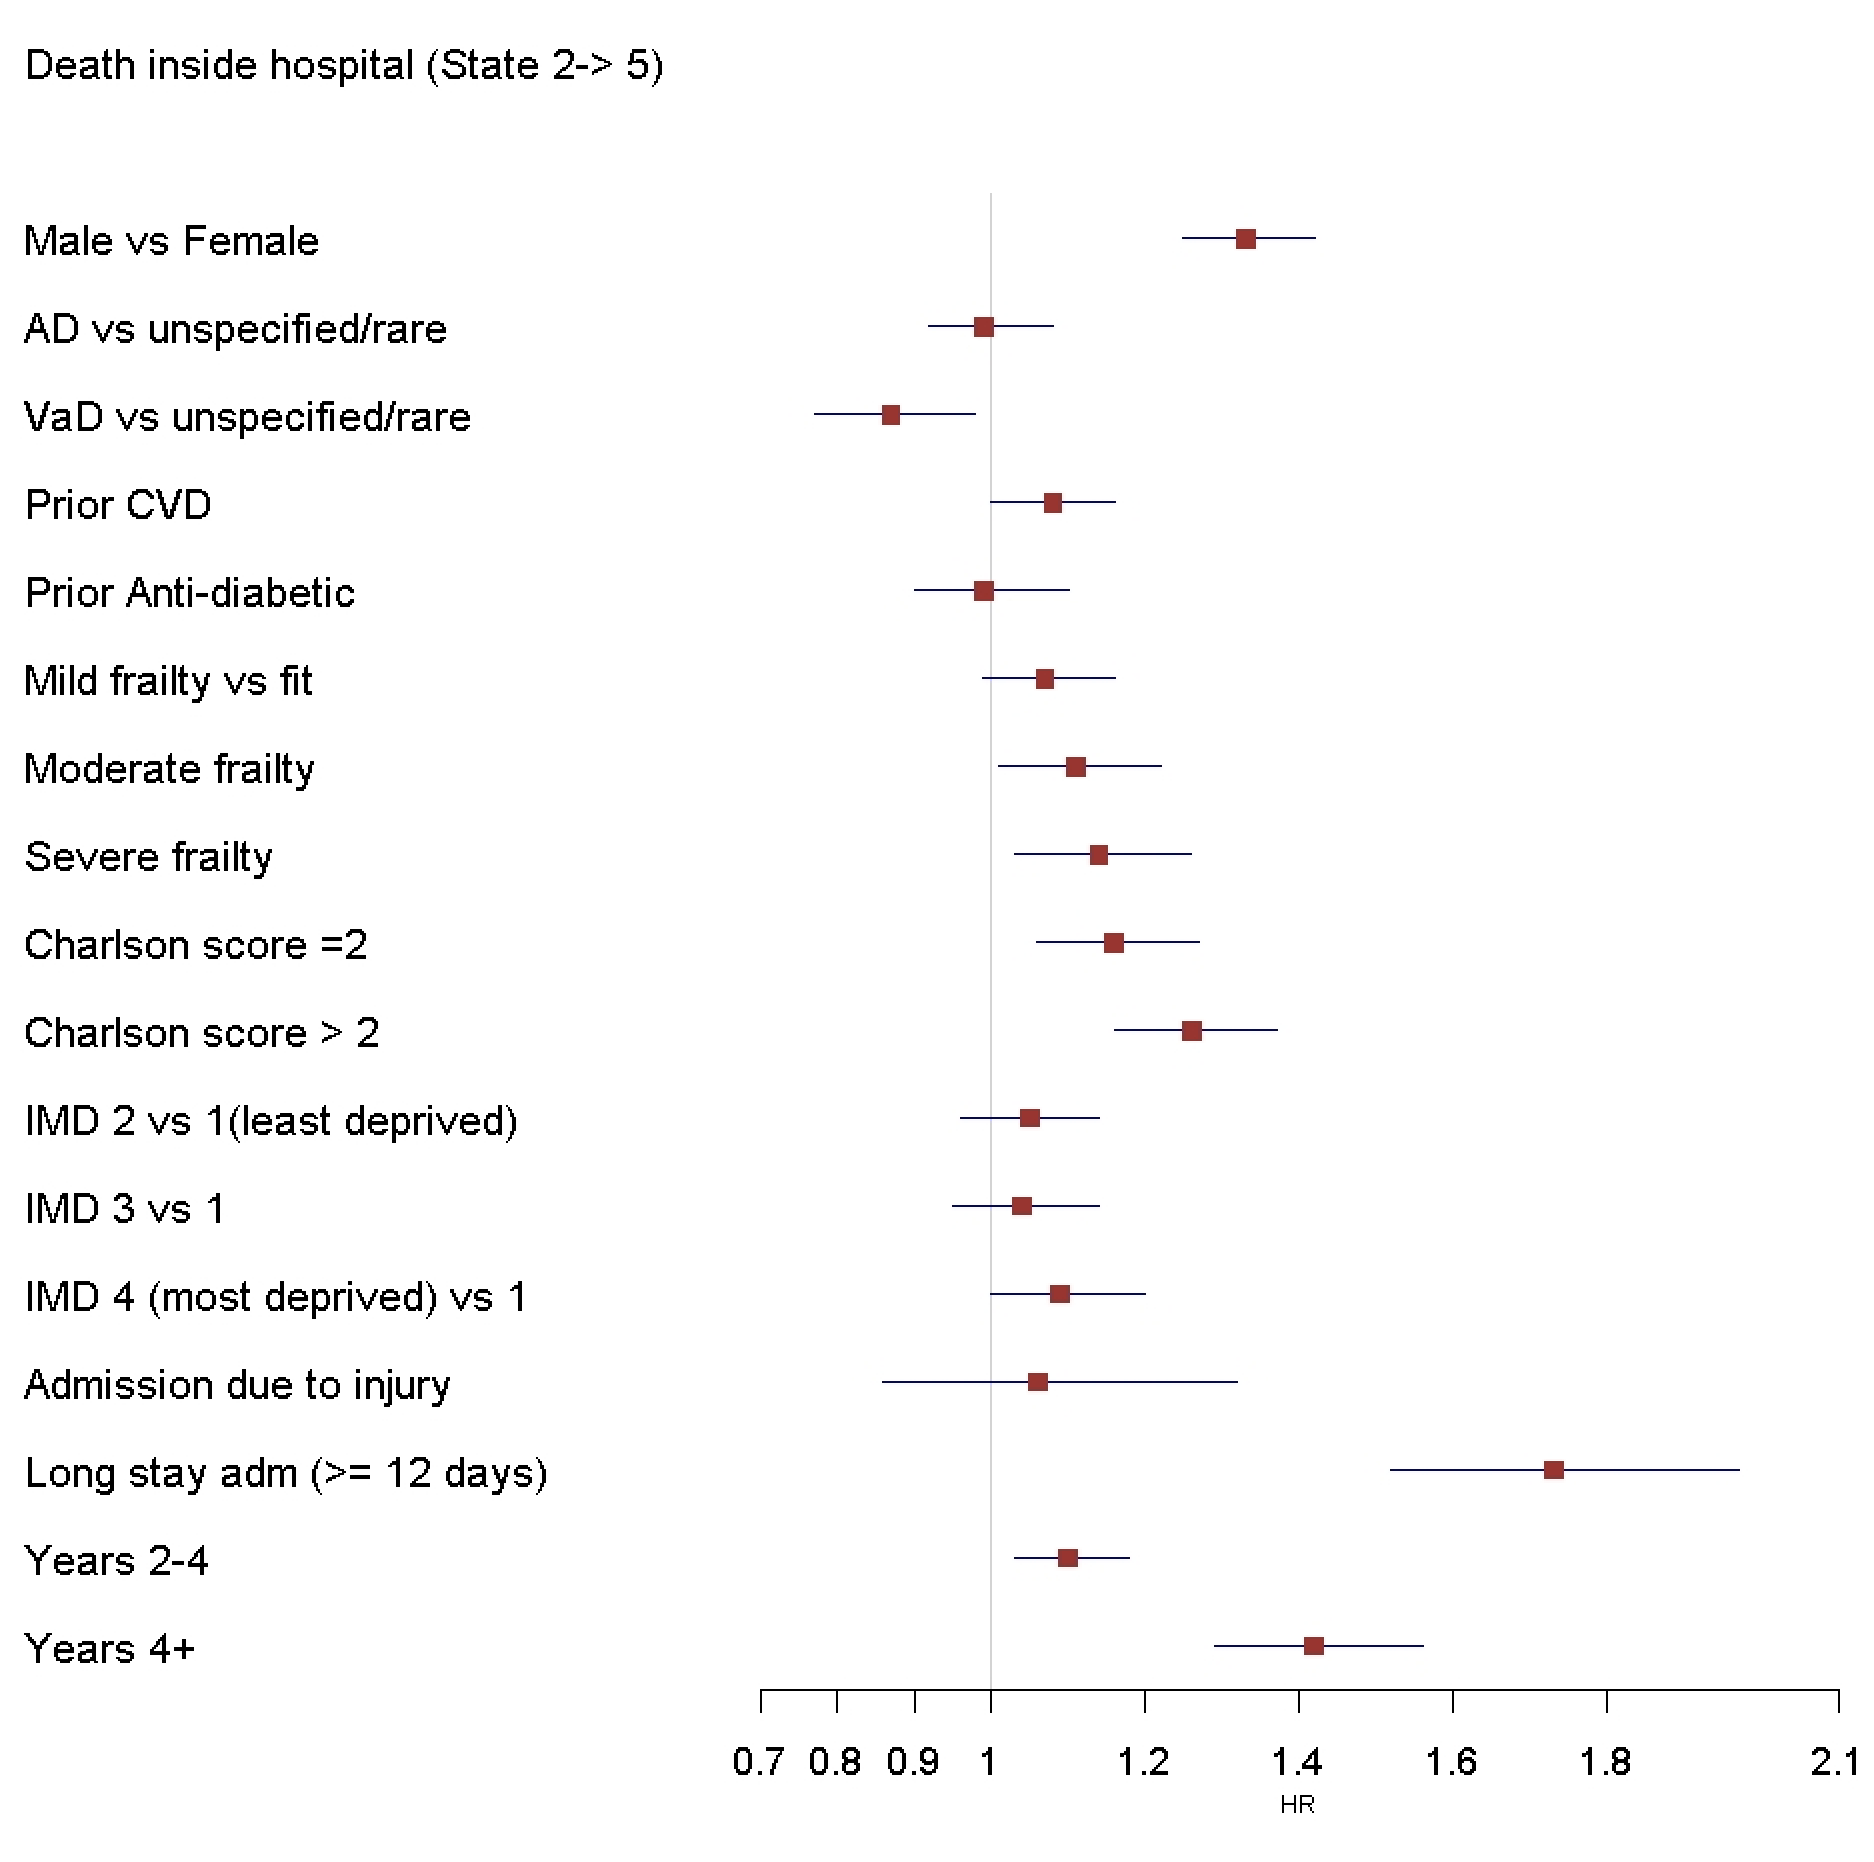 Death inside hospital (State 2-> 5)
Male vs Female
AD vs unspecified/rare
VaD vs unspecified/rare
Prior CVD
Prior Anti-diabetic
Mild frailty vs fit
Moderate frailty
Severe frailty
Charlson score =2
Charlson score > 2
IMD 2 vs 1(least deprived)
IMD 3 vs 1
IMD 4 (most deprived) vs 1
Admission due to injury
Long stay adm (>= 12 days)
Years 2-4
Years 4+
0.7 0.8 0.9 1 1.2 1.4 1.6 1.8 2.1
HR